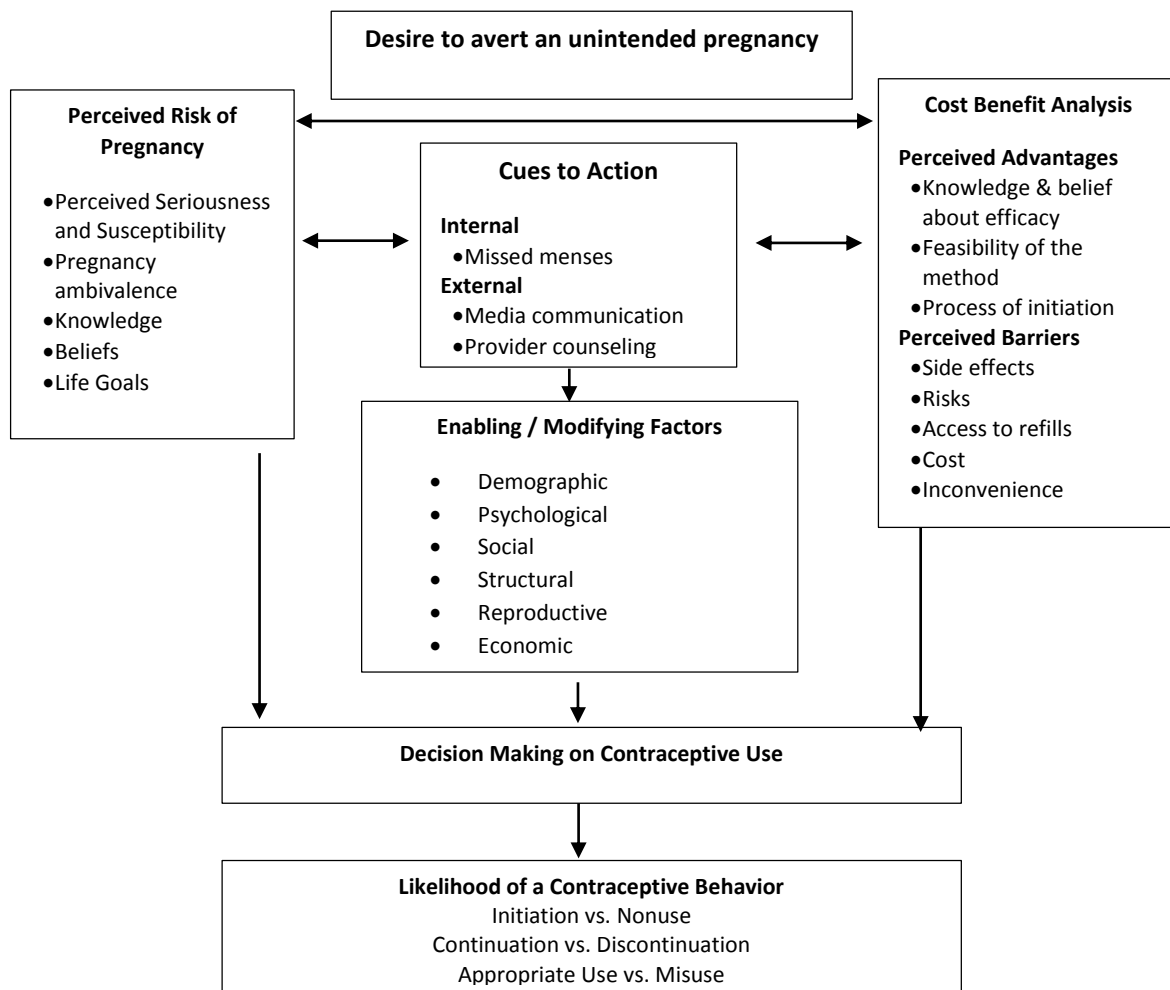 Desire to avert an unintended pregnancy
Perceived Risk of
Pregnancy
•Perceived Seriousness
and Susceptibility
•Pregnancy
ambivalence
•Knowledge
•Beliefs
•Life Goals
Cues to Action
Internal
•Missed menses
External
•Media communication
•Provider counseling
Cost Benefit Analysis
Perceived Advantages
•Knowledge & belief
about efficacy
•Feasibility of the
method
•Process of initiation
Perceived Barriers
•Side effects
•Risks
•Access to refills
•Cost
•Inconvenience
Enabling / Modifying Factors
• Demographic
• Psychological
• Social
• Structural
• Reproductive
• Economic
Decision Making on Contraceptive Use
Likelihood of a Contraceptive Behavior
Initiation vs. Nonuse
Continuation vs. Discontinuation
Appropriate Use vs. Misuse